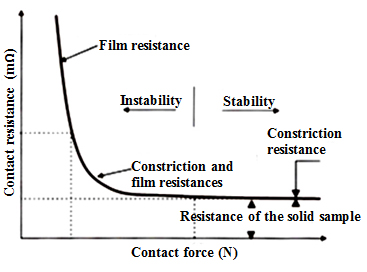 Contact resistance (mΩ)
Film resistance
Instability
Stability
Constriction
resistance
Constriction and
film resistances
Resistance of the solid sample
Contact force (N)